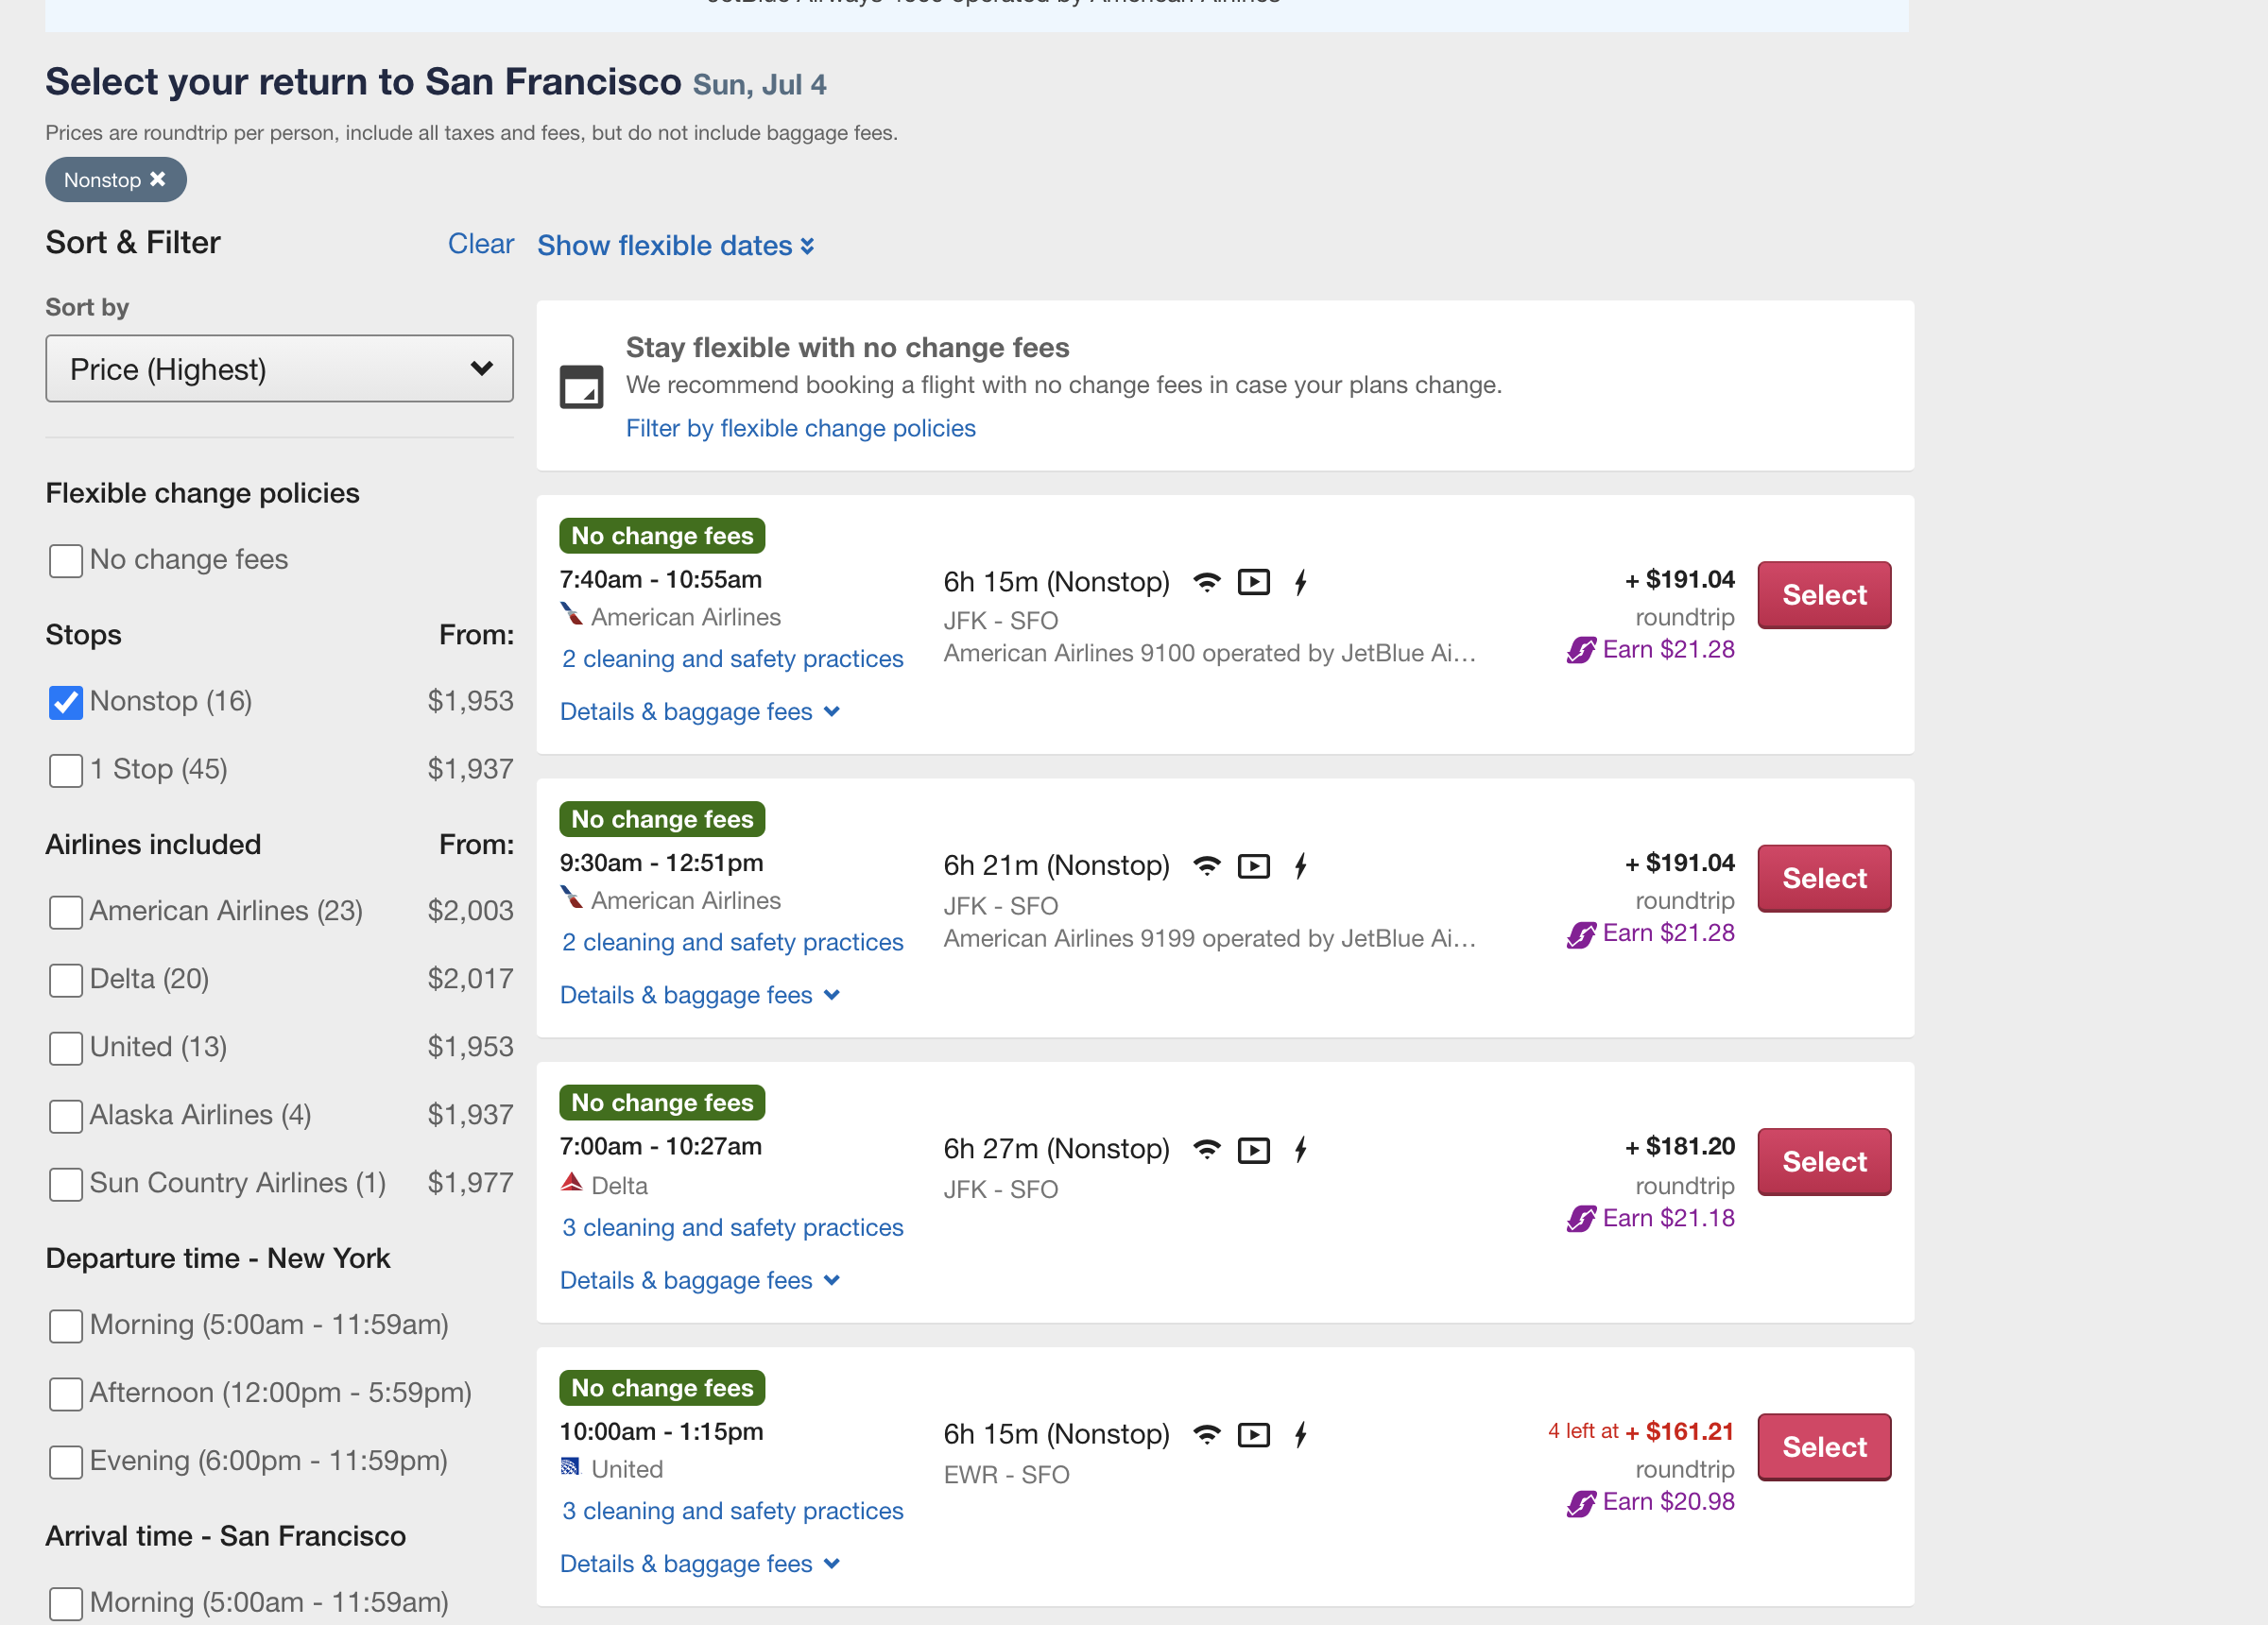 Select your return to San Francisco Sun, Jul 4
Prices are roundtrip per person, include all taxes and fees, but do not include baggage fees.
Nonstop
Sort & Filter
Clear
Show flexible dates
Sort by
Price (Highest)
Flexible change policies
No change fees
Stops From:
Nonstop (16) $1,953
1 Stop (45) $1,937
Airlines included From:
American Airlines (23) $2,003
Delta (20) $2,017
United (13) $1,953
Alaska Airlines (4) $1,937
Sun Country Airlines (1) $1,977
Departure time - New York
Morning (5:00am - 11:59am)
Afternoon (12:00pm - 5:59pm)
Evening (6:00pm - 11:59pm)
Arrival time - San Francisco
Morning (5:00am - 11:59am)
Stay flexible with no change fees
We recommend booking a flight with no change fees in case your plans change.
Filter by flexible change policies
No change fees
7:40am - 10:55am
American Airlines
2 cleaning and safety practices
Details & baggage fees
6h 15m (Nonstop)
JFK - SFO
American Airlines 9100 operated by JetBlue Ai...
+ $191.04
roundtrip
Earn $21.28
Select
No change fees
9:30am - 12:51pm
American Airlines
2 cleaning and safety practices
Details & baggage fees
6h 21m (Nonstop)
JFK - SFO
American Airlines 9199 operated by JetBlue Ai...
+ $191.04
roundtrip
Earn $21.28
Select
No change fees
7:00am - 10:27am
Delta
3 cleaning and safety practices
Details & baggage fees
6h 27m (Nonstop)
JFK - SFO
+ $181.20
roundtrip
Earn $21.18
Select
No change fees
10:00am - 1:15pm
United
3 cleaning and safety practices
Details & baggage fees
6h 15m (Nonstop)
EWR - SFO
4 left at + $161.21
roundtrip
Earn $20.98
Select